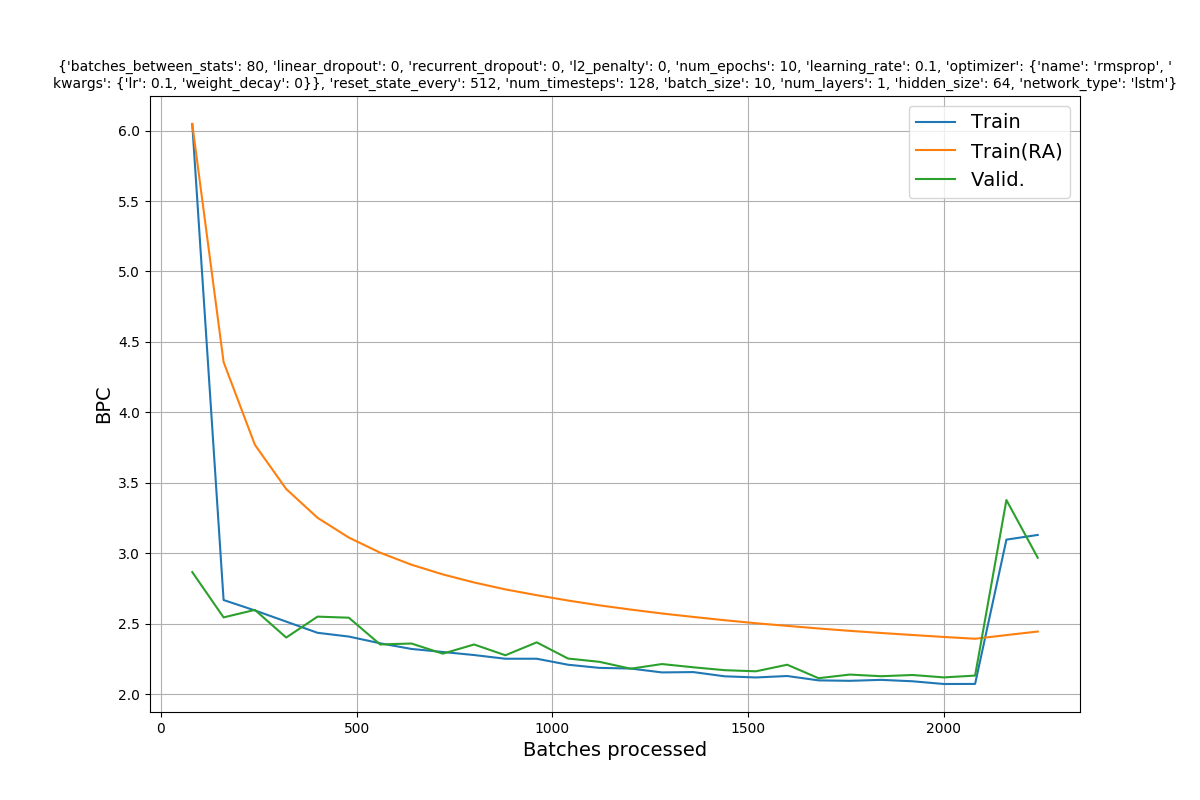 {'batches_between_stats': 80, 'linear_dropout': 0, 'recurrent_dropout': 0, 'l2_penalty': 0, 'num_epochs': 10, 'learning_rate': 0.1, 'optimizer': {'name': 'rmsprop', '
kwargs': {'lr': 0.1, 'weight_decay': 0}}, 'reset_state_every': 512, 'num_timesteps': 128, 'batch_size': 10, 'num_layers': 1, 'hidden_size': 64, 'network_type': 'lstm'}
Train
Train(RA)
Valid.
6.0
5.5
5.0
4.5
4.0
3.5
3.0
2.5
2.0
BPC
0 500 1000 1500 2000
Batches processed